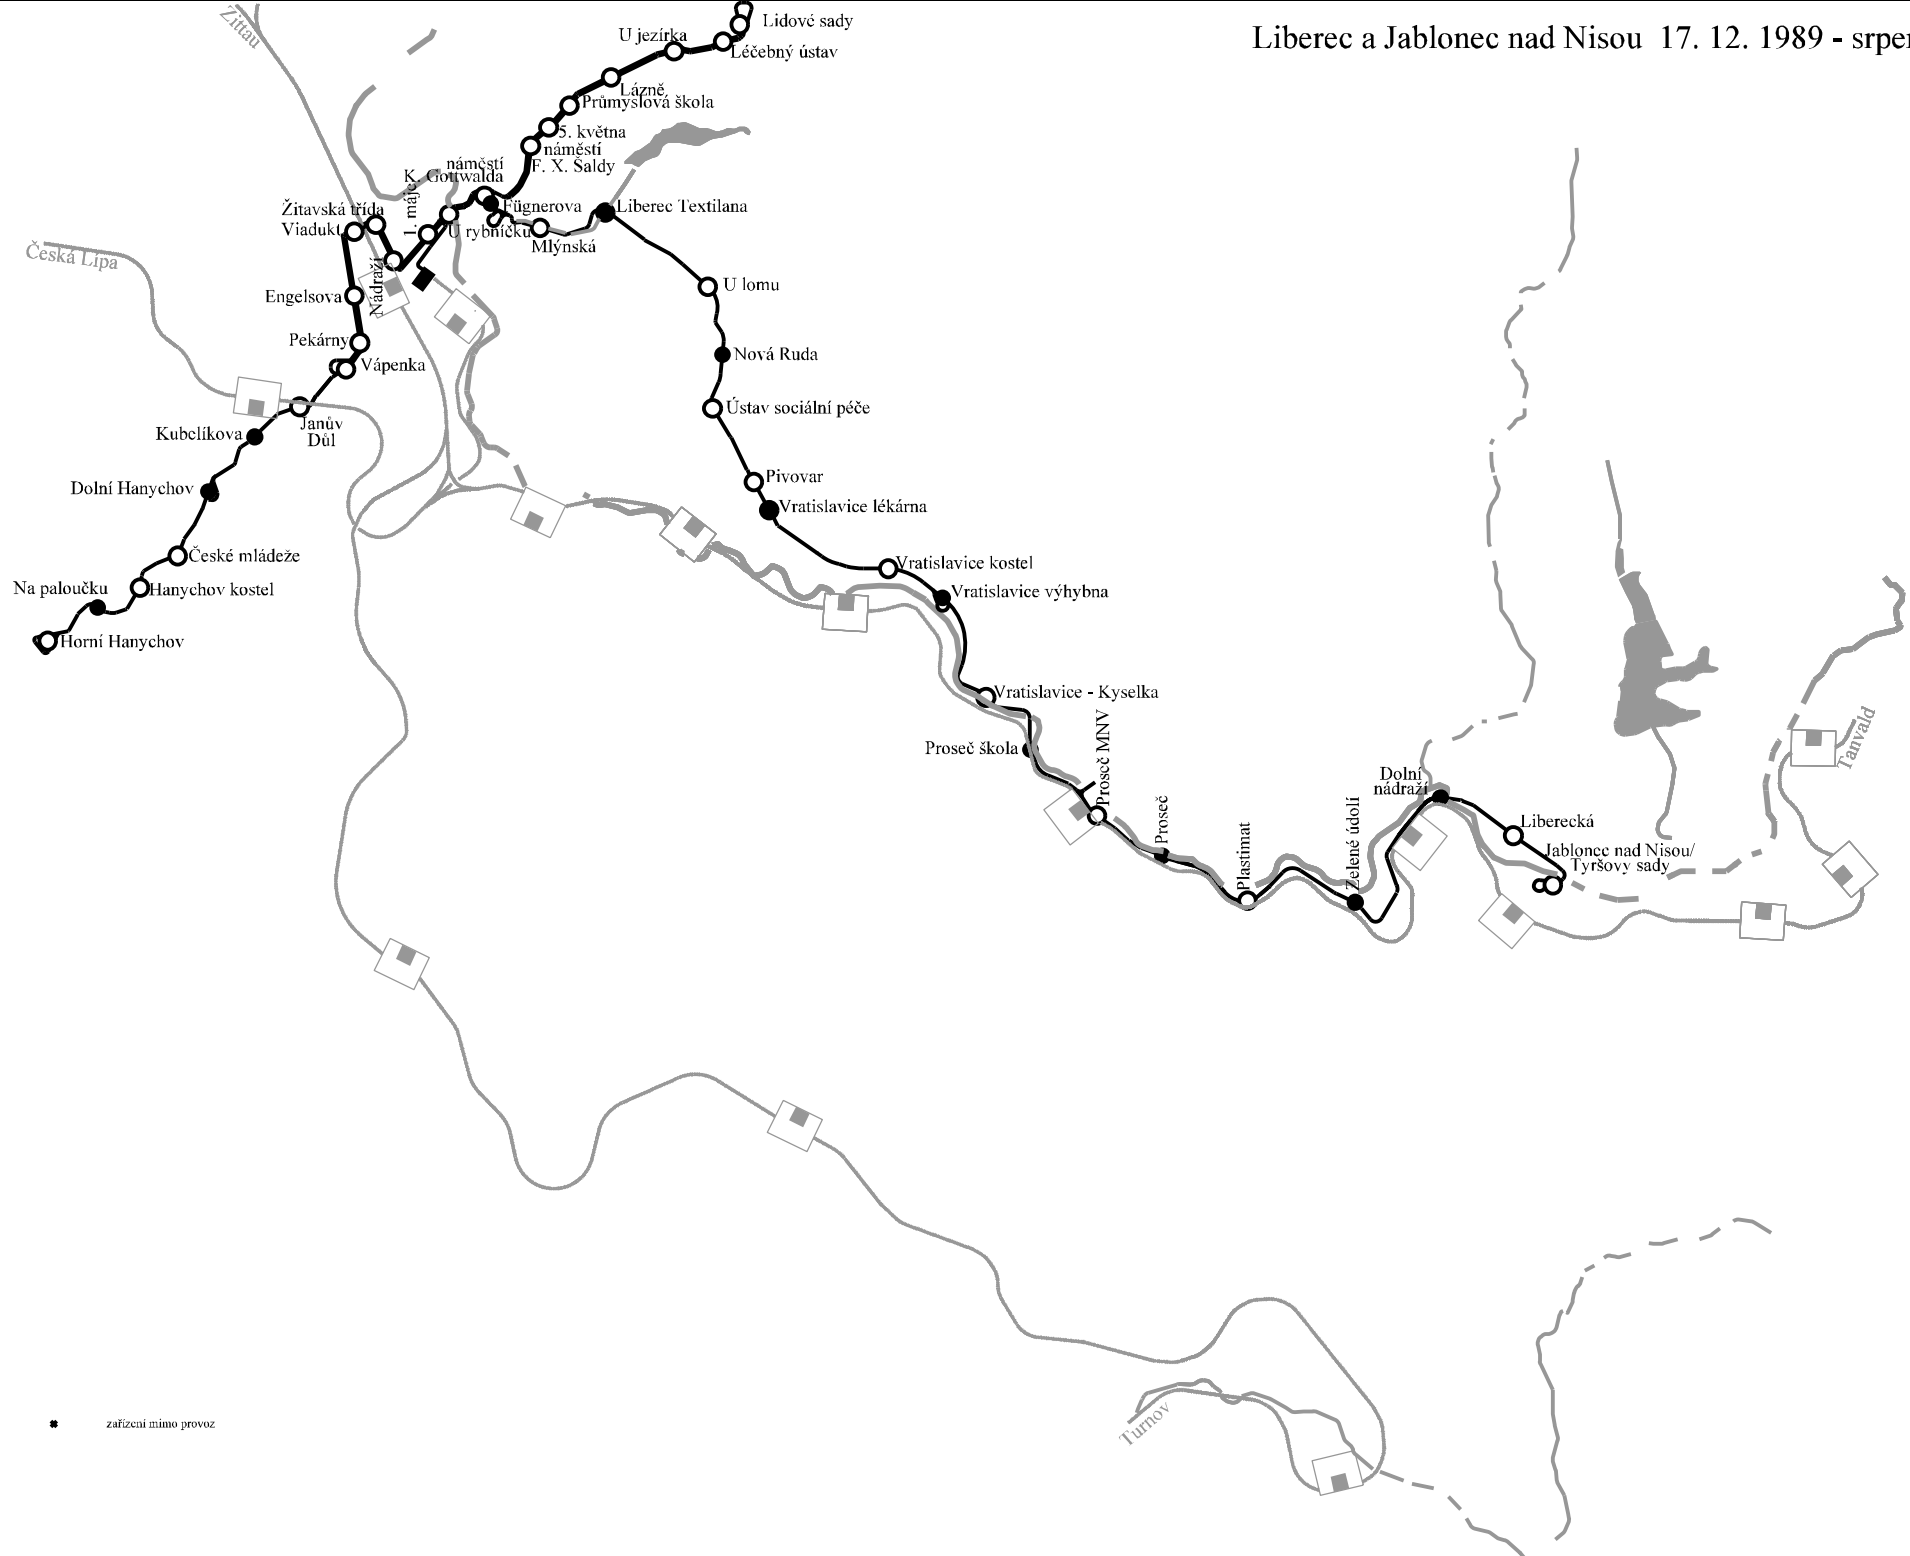 Liberec a Jablonec nad Nisou 17. 12. 1989 - srpen
Zittau
Lidové sady
U jezírka
Léčebný ústav
Lázně
Průmyslová škola
5. května
náměstí
F. X. Šaldy
náměstí
K. Gottwalda
1. máje
Žitavská třída
Viadukt
Fügnerova
U rybníčku
Mlýnská
Liberec Textilana
Česká Lípa
Nádraží
Engelsova
U lomu
Pekárny
Nová Ruda
Vápenka
Ústav sociální péče
Janův
Důl
Kubelíkova
Pivovar
Dolní Hanychov
Vratislavice lékárna
České mládeže
Vratislavice kostel
Na paloučku
Hanychov kostel
Vratislavice výhybna
Horní Hanychov
Vratislavice - Kyselka
Proseč škola
Proseč MNV
Tanvald
Dolní
nádraží
Proseč
Plastimat
Zelené údolí
Liberecká
Jablonec nad Nisou/
Tyršovy sady
Turnov
zařízení mimo provoz